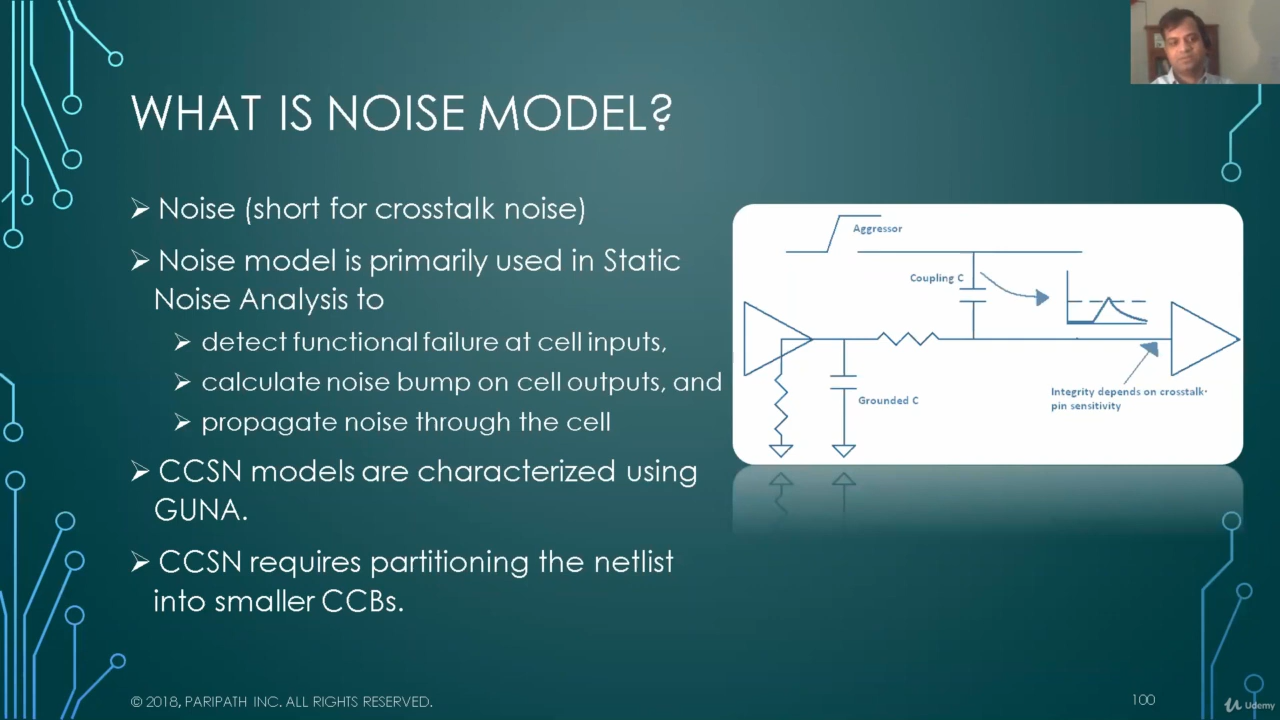 WHAT IS NOISE MODEL?
Noise (short for crosstalk noise)
Noise model is primarily used in Static
Noise Analysis to
detect functional failure at cell inputs,
calculate noise bump on cell outputs, and
propagate noise through the cell
CCSN models are characterized using
GUNA.
CCSN requires partitioning the netlist
into smaller CCBs.
Aggressor
Coupling C
Grounded C
Integrity depends on crosstalk-
pin sensitivity
© 2018, PARIPATH INC. ALL RIGHTS RESERVED.
100
Udemy